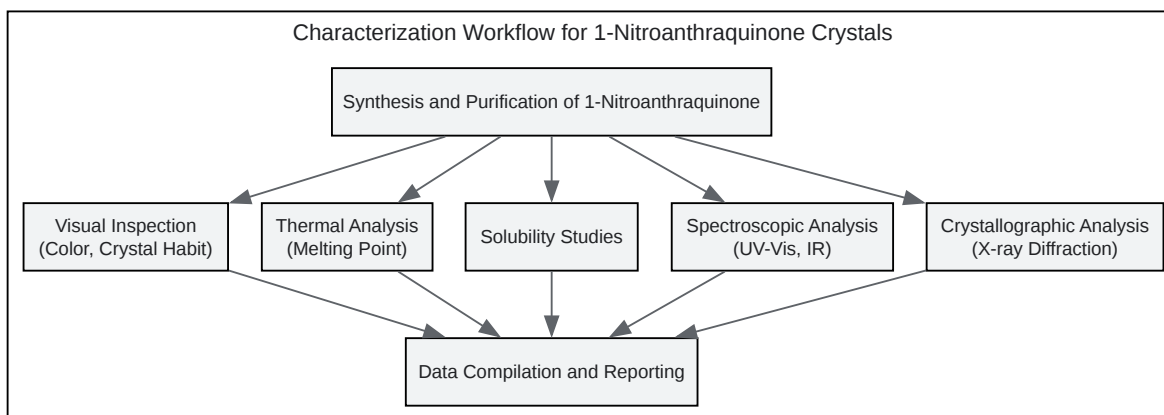 Characterization Workflow for 1-Nitroanthraquinone Crystals
Synthesis and Purification of 1-Nitroanthraquinone
Visual Inspection
(Color, Crystal Habit)
Thermal Analysis
(Melting Point)
Solubility Studies
Spectroscopic Analysis
(UV-Vis, IR)
Crystallographic Analysis
(X-ray Diffraction)
Data Compilation and Reporting